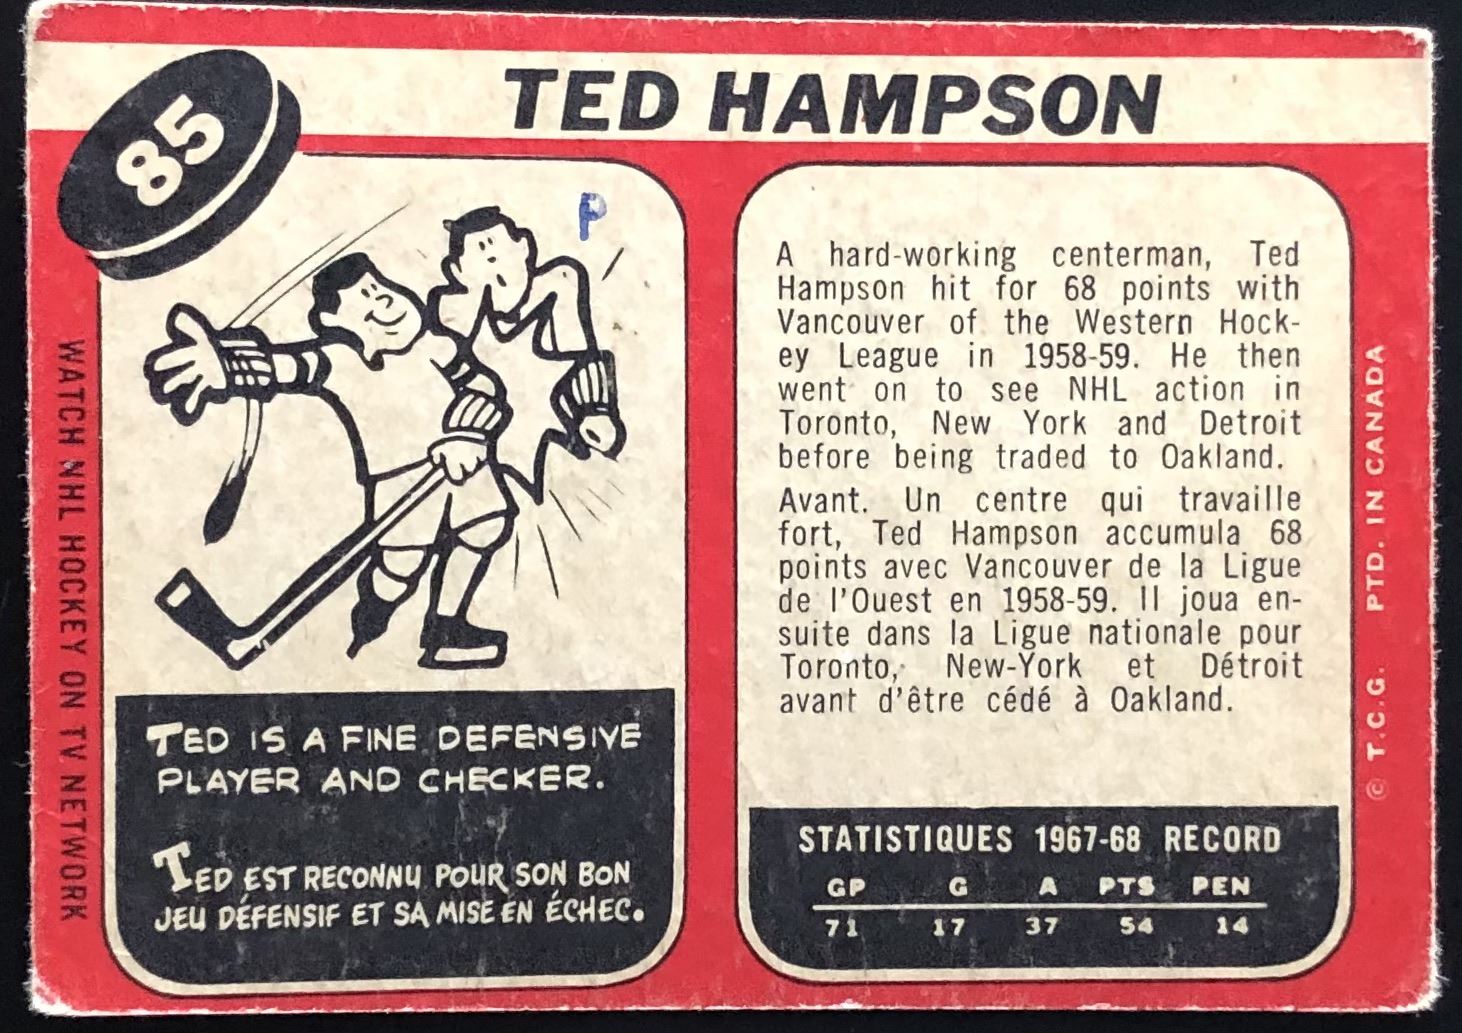 85
TED HAMPSON
P
TED IS A FINE DEFENSIVE
PLAYER AND CHECKER.
TED EST RECONNU POUR SON BON
JEU DÉFENSIF ET SA MISE EN ÉCHEC.
WATCH NHL HOCKEY ON TV NETWORK
A hard-working centerman, Ted
Hampson hit for 68 points with
Vancouver of the Western Hock-
ey League in 1958-59. He then
went on to see NHL action in
Toronto, New York and Detroit
before being traded to Oakland.
Avant. Un centre qui travaille
fort, Ted Hampson accumula 68
points avec Vancouver de la Ligue
de l'Ouest en 1958-59. Il joua en-
suite dans la Ligue nationale pour
Toronto, New-York et Détroit
avant d'être cédé à Oakland.
STATISTIQUES 1967-68 RECORD
GP G A PTS PEN
71 17 37 54 14
© T.C.G. PTD. IN CANADA